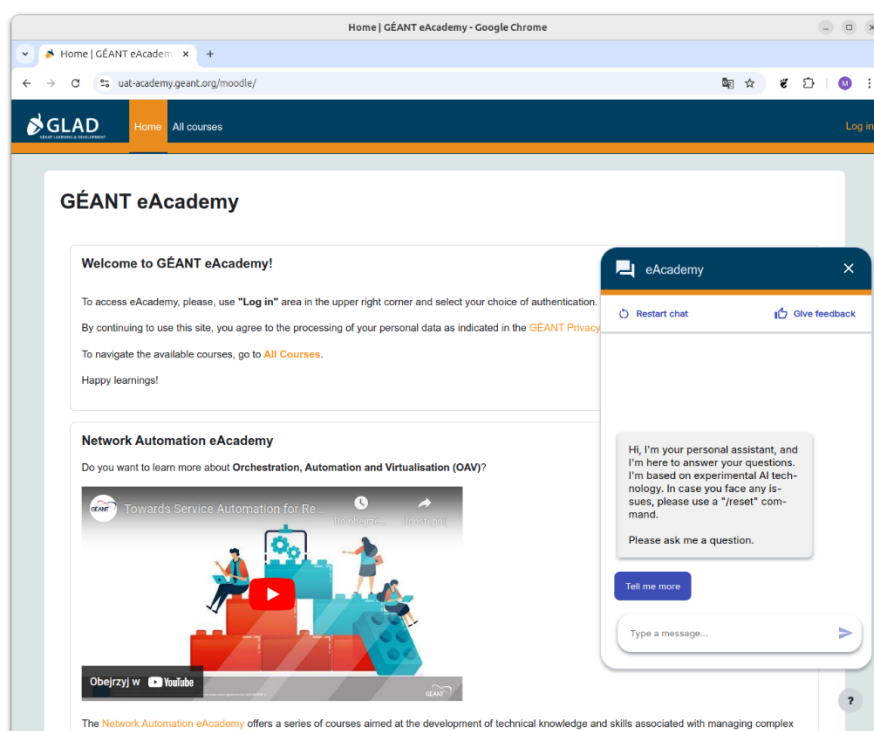 Home | GÉANT eAcademy - Google Chrome
Home | GÉANT eAcadem
uat-academy.geant.org/moodle/
M
GLAD
GÉANT LEARNING & DEVELOPMENT
Home
All courses
Log in
GÉANT eAcademy
Welcome to GÉANT eAcademy!
To access eAcademy, please, use "Log in" area in the upper right corner and select your choice of authentication.
By continuing to use this site, you agree to the processing of your personal data as indicated in the GÉANT Privacy
To navigate the available courses, go to All Courses.
Happy learnings!
Network Automation eAcademy
Do you want to learn more about Orchestration, Automation and Virtualisation (OAV)?
GÉANT
Towards Service Automation for Re...
Do obejrze...
Udostępnij
Obejrzyj w YouTube
GÉANT
The Network Automation eAcademy offers a series of courses aimed at the development of technical knowledge and skills associated with managing complex
eAcademy
Restart chat
Give feedback
Hi, I'm your personal assistant, and
I'm here to answer your questions.
I'm based on experimental AI tech-
nology. In case you face any is-
sues, please use a "/reset" com-
mand.
Please ask me a question.
Tell me more
Type a message...
?